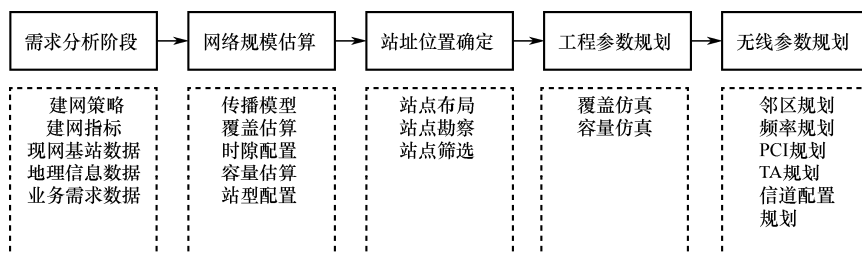 需求分析阶段
网络规模估算
站址位置确定
工程参数规划
无线参数规划
建网策略
建网指标
现网基站数据
地理信息数据
业务需求数据
传播模型
覆盖估算
时隙配置
容量估算
站型配置
站点布局
站点勘察
站点筛选
覆盖仿真
容量仿真
邻区规划
频率规划
PCI规划
TA规划
信道配置
规划